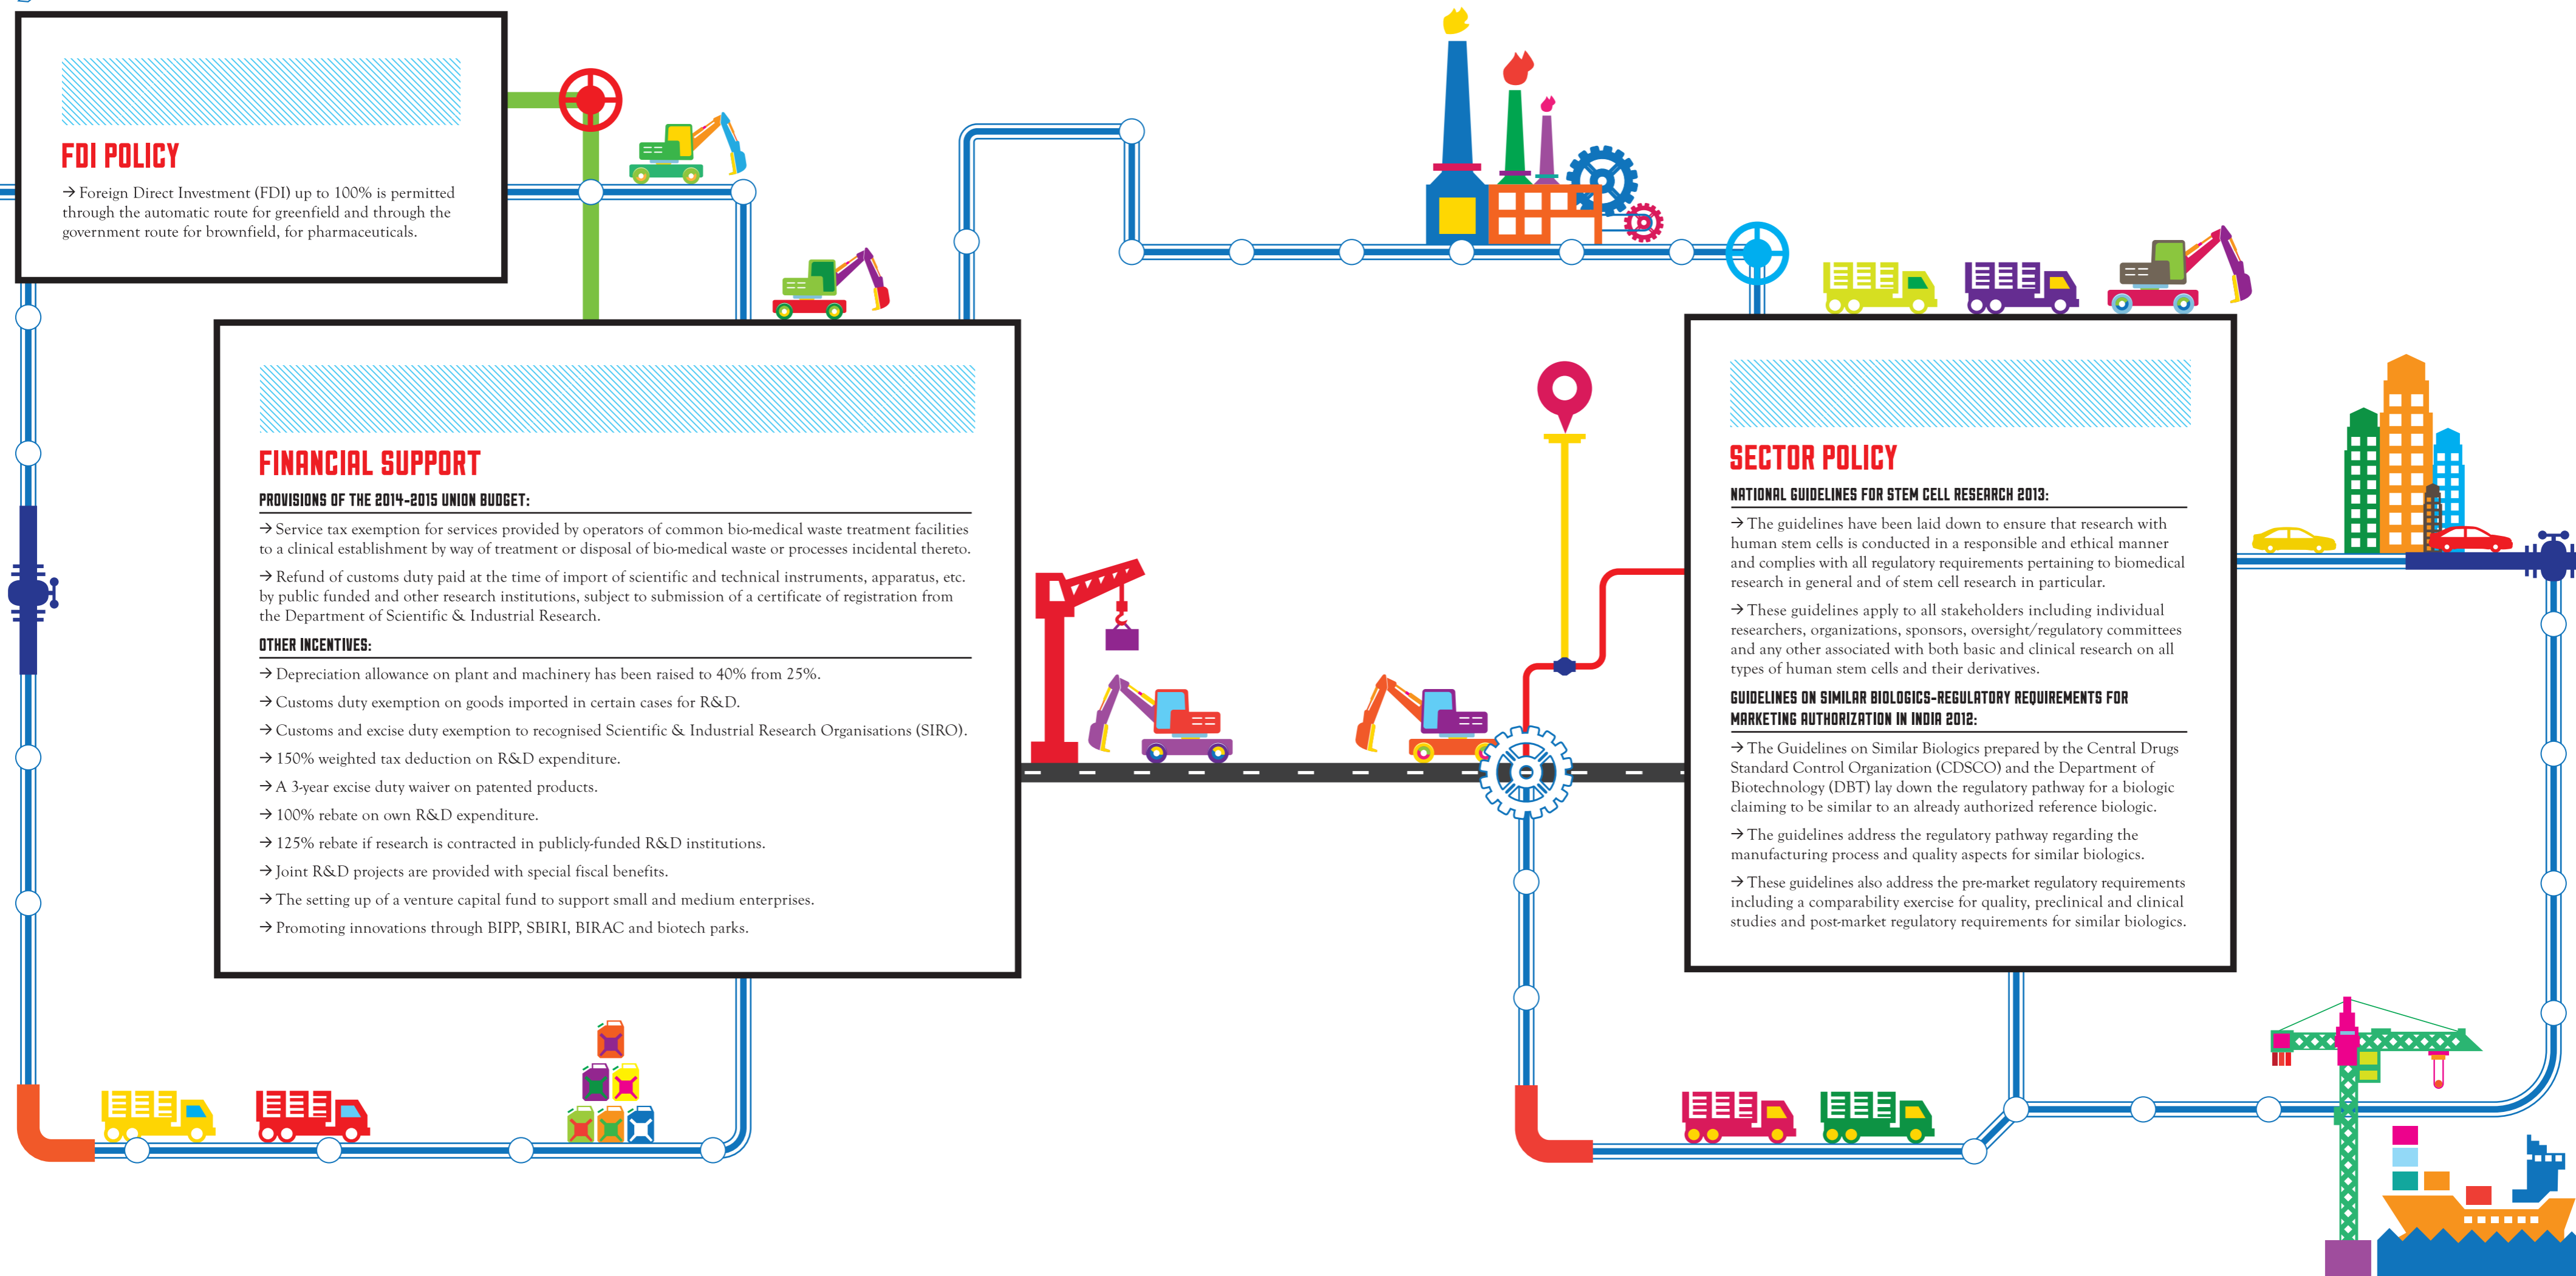 FDI POLICY
→ Foreign Direct Investment (FDI) up to 100% is permitted
through the automatic route for greenfield and through the
government route for brownfield, for pharmaceuticals.
FINANCIAL SUPPORT
PROVISIONS OF THE 2014-2015 UNION BUDGET:
→ Service tax exemption for services provided by operators of common bio-medical waste treatment facilities
to a clinical establishment by way of treatment or disposal of bio-medical waste or processes incidental thereto.
→ Refund of customs duty paid at the time of import of scientific and technical instruments, apparatus, etc.
by public funded and other research institutions, subject to submission of a certificate of registration from
the Department of Scientific & Industrial Research.
OTHER INCENTIVES:
→ Depreciation allowance on plant and machinery has been raised to 40% from 25%.
→ Customs duty exemption on goods imported in certain cases for R&D.
→ Customs and excise duty exemption to recognised Scientific & Industrial Research Organisations (SIRO).
→ 150% weighted tax deduction on R&D expenditure.
→ A 3-year excise duty waiver on patented products.
→ 100% rebate on own R&D expenditure.
→ 125% rebate if research is contracted in publicly-funded R&D institutions.
→ Joint R&D projects are provided with special fiscal benefits.
→ The setting up of a venture capital fund to support small and medium enterprises.
→ Promoting innovations through BIPP, SBIRI, BIRAC and biotech parks.
SECTOR POLICY
NATIONAL GUIDELINES FOR STEM CELL RESEARCH 2013:
→ The guidelines have been laid down to ensure that research with
human stem cells is conducted in a responsible and ethical manner
and complies with all regulatory requirements pertaining to biomedical
research in general and of stem cell research in particular.
→ These guidelines apply to all stakeholders including individual
researchers, organizations, sponsors, oversight/regulatory committees
and any other associated with both basic and clinical research on all
types of human stem cells and their derivatives.
GUIDELINES ON SIMILAR BIOLOGICS-REGULATORY REQUIREMENTS FOR
MARKETING AUTHORIZATION IN INDIA 2012:
→ The Guidelines on Similar Biologics prepared by the Central Drugs
Standard Control Organization (CDSCO) and the Department of
Biotechnology (DBT) lay down the regulatory pathway for a biologic
claiming to be similar to an already authorized reference biologic.
→ The guidelines address the regulatory pathway regarding the
manufacturing process and quality aspects for similar biologics.
→ These guidelines also address the pre-market regulatory requirements
including a comparability exercise for quality, preclinical and clinical
studies and post-market regulatory requirements for similar biologics.